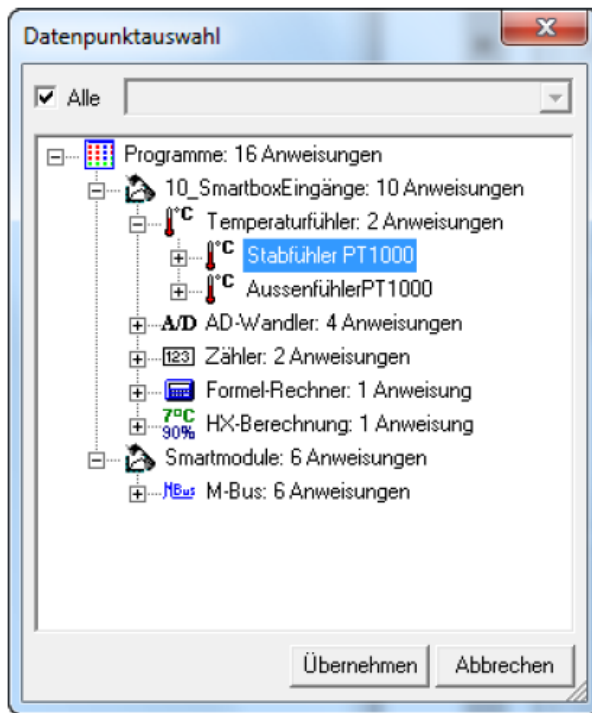 Datenpunktauswahl
Alle
Programme: 16 Anweisungen
10_SmartboxEingänge: 10 Anweisungen
°C Temperaturfühler: 2 Anweisungen
°C Stabfühler PT1000
°C AussenfühlerPT1000
A/D AD-Wandler: 4 Anweisungen
123 Zähler: 2 Anweisungen
Formel-Rechner: 1 Anweisung
7°C 90% HX-Berechnung: 1 Anweisung
Smartmodule: 6 Anweisungen
MBus M-Bus: 6 Anweisungen
Übernehmen Abbrechen